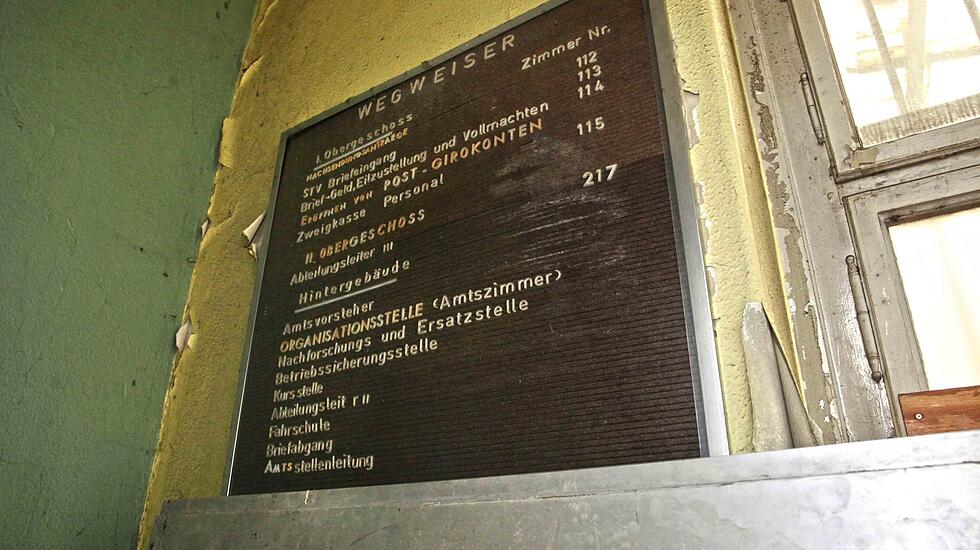 WEGWEISER
Zimmer Nr.
I. Obergeschoss
NACHSENDUNGSANTRAEGE 112
STV Briefeingang 113
Brief-Geld, Eilzustellung und Vollmachten 114
Eröffnen von POST-GIROKONTEN
Zweigkasse Personal 115
II. OBERGESCHOSS
Abteilungsleiter III 217
Hintergebäude
Amtsvorsteher
ORGANISATIONSSTELLE (Amtszimmer)
Nachforschungs und Ersatzstelle
Betriebssicherungsstelle
Kursstelle
Abteilungsleit r II
Fahrschule
Briefabgang
AMTSstellenleitung